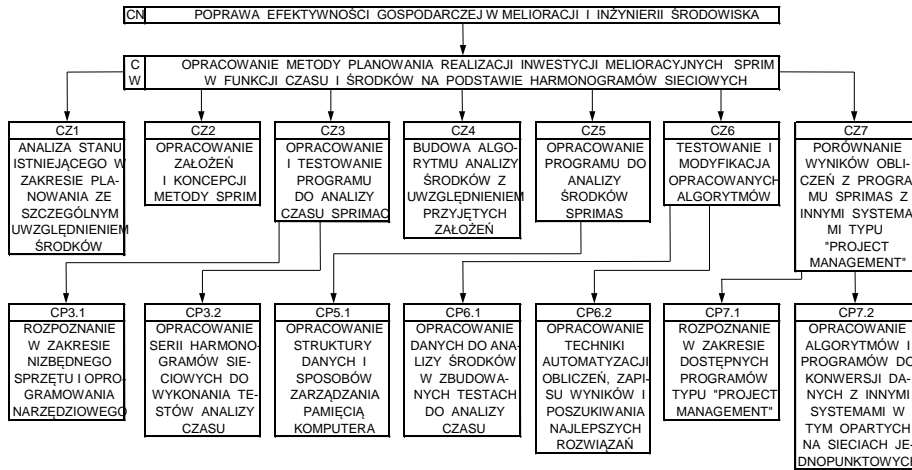 CN POPRAWA EFEKTYWNOŚCI GOSPODARCZEJ W MELIORACJI I INŻYNIERII ŚRODOWISKA
C W
OPRACOWANIE METODY PLANOWANIA REALIZACJI INWESTYCJI MELIORACYJNYCH SPRIM
W FUNKCJI CZASU I ŚRODKÓW NA PODSTAWIE HARMONOGRAMÓW SIECIOWYCH
CZ1
ANALIZA STANU
ISTNIEJĄCEGO W
ZAKRESIE PLA-
NOWANIA ZE
SZCZEGÓLNYM
UWZGLĘDNIENIEM
ŚRODKÓW
CZ2
OPRACOWANIE
ZAŁOŻEŃ
I KONCEPCJI
METODY SPRIM
CZ3
OPRACOWANIE
I TESTOWANIE
PROGRAMU
DO ANALIZY
CZASU SPRIMAC
CZ4
BUDOWA ALGO-
RYTMU ANALIZY
ŚRODKÓW Z
UWZGLĘDNIENIEM
PRZYJĘTYCH
ZAŁOŻEŃ
CZ5
OPRACOWANIE
PROGRAMU DO
ANALIZY
ŚRODKÓW
SPRIMAS
CZ6
TESTOWANIE I
MODYFIKACJA
OPRACOWANYCH
ALGORYTMÓW
CZ7
PORÓWNANIE
WYNIKÓW OBLI-
CZEŃ Z PROGRA
MU SPRIMAS Z
INNYMI SYSTEMA
MI TYPU
"PROJECT
MANAGEMENT"
CP3.1
ROZPOZNANIE
W ZAKRESIE
NIZBĘDNEGO
SPRZĘTU I OPRO-
GRAMOWANIA
NARZĘDZIOWEGO
CP3.2
OPRACOWANIE
SERII HARMONO-
GRAMÓW SIE-
CIOWYCH DO
WYKONANIA TE-
STÓW ANALIZY
CZASU
CP5.1
OPRACOWANIE
STRUKTURY
DANYCH I
SPOSOBÓW
ZARZĄDZANIA
PAMIĘCIĄ
KOMPUTERA
CP6.1
OPRACOWANIE
DANYCH DO ANA-
LIZY ŚRODKÓW
W ZBUDOWA-
NYCH TESTACH
DO ANALIZY
CZASU
CP6.2
OPRACOWANIE
TECHNIKI
AUTOMATYZACJI
OBLICZEŃ, ZAPI-
SU WYNIKÓW I
POSZUKIWANIA
NAJLEPSZYCH
ROZWIĄZAŃ
CP7.1
ROZPOZNANIE
W ZAKRESIE
DOSTĘPNYCH
PROGRAMÓW
TYPU "PROJECT
MANAGEMENT"
CP7.2
OPRACOWANIE
ALGORYTMÓW I
PROGRAMÓW DO
KONWERSJI DA-
NYCH Z INNYMI
SYSTEMAMI W
TYM OPARTYCH
NA SIECIACH JE-
DNOPUNKTOWYCH